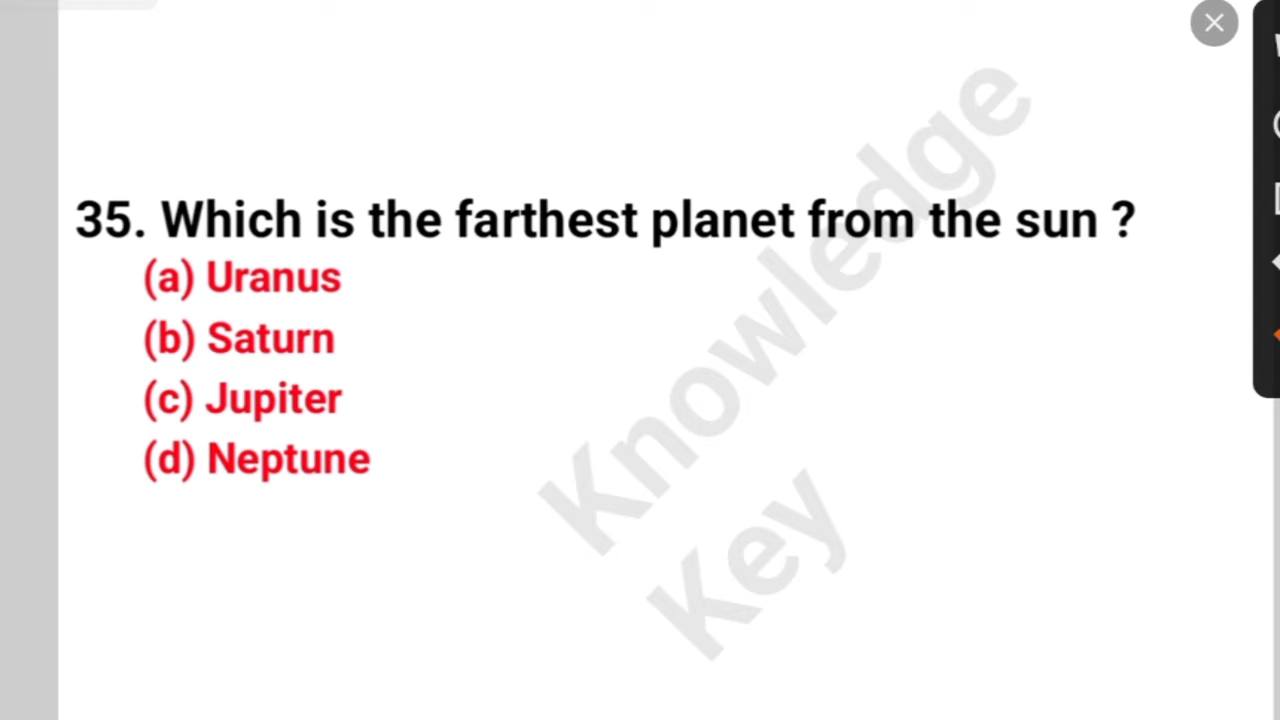 35. Which is the farthest planet from the sun ?
(a) Uranus
(b) Saturn
(c) Jupiter
(d) Neptune
Knowledge
Key